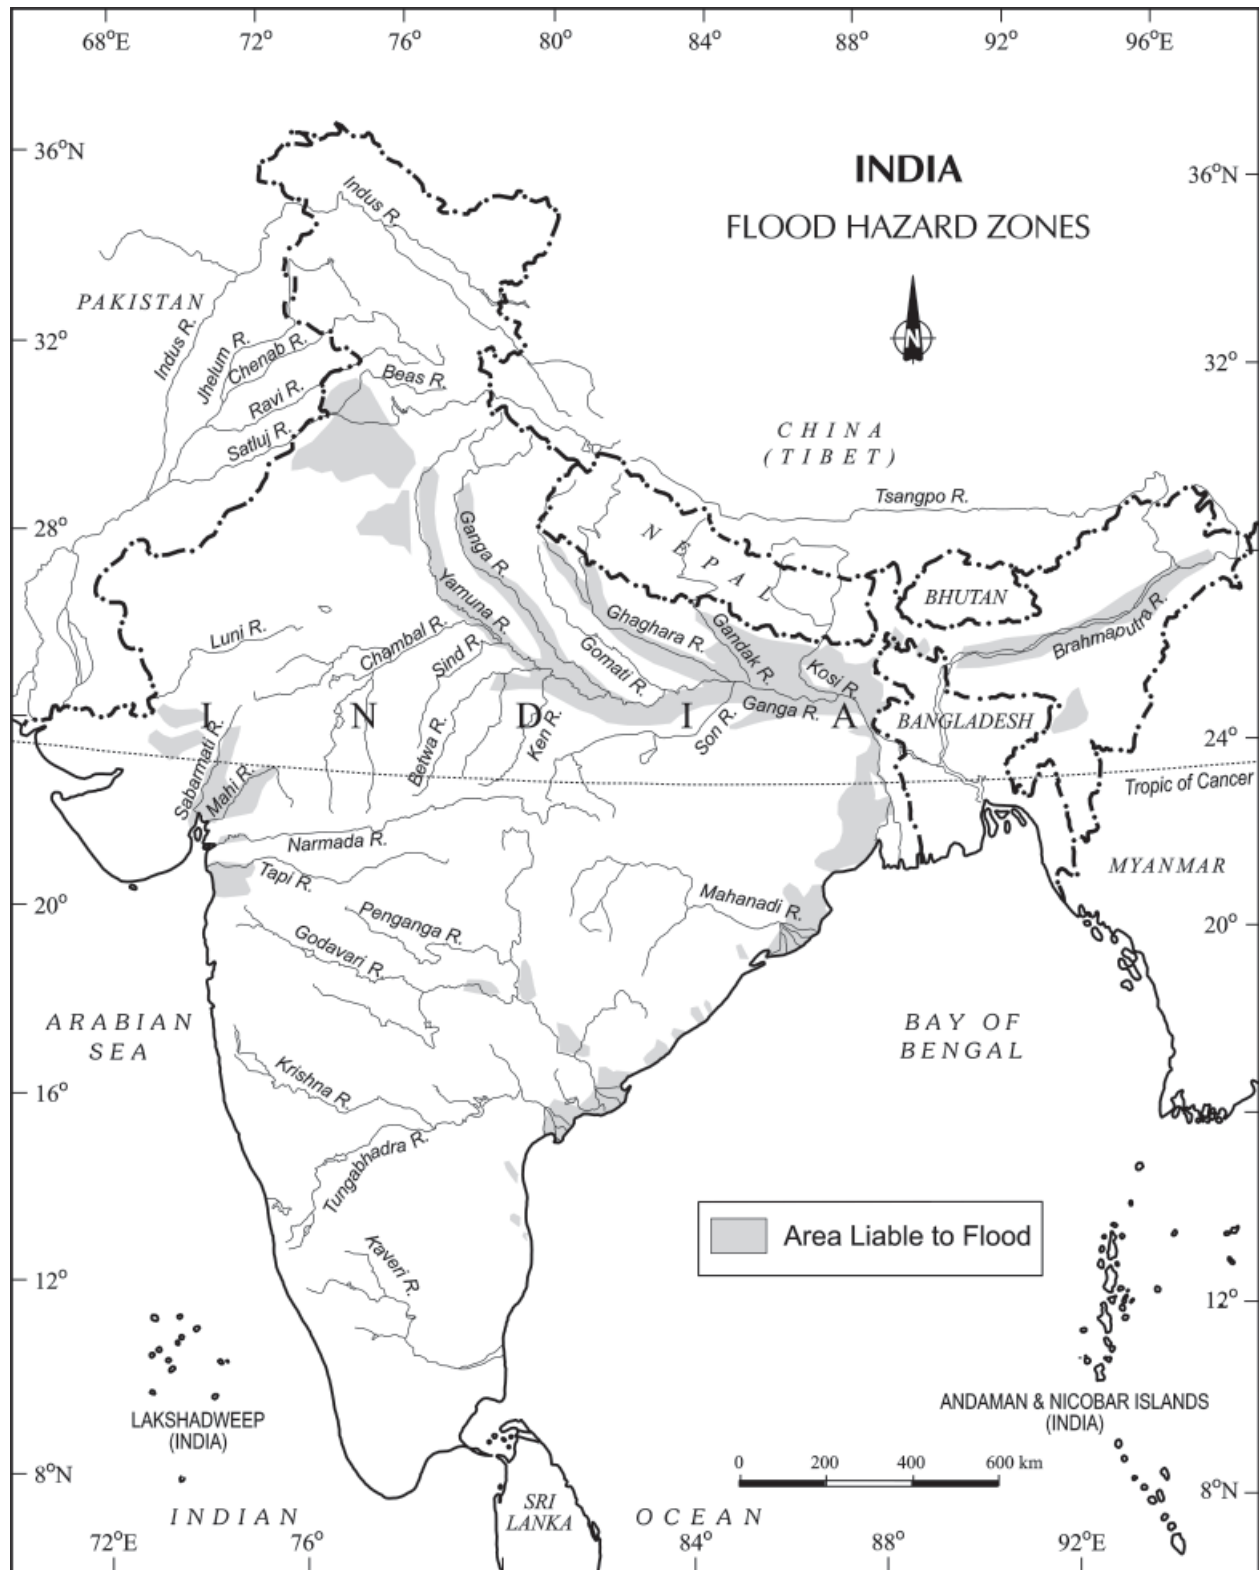 68°E 72° 76° 80° 84° 88° 92° 96°E
36°N
36°N
INDIA
FLOOD HAZARD ZONES
Indus R.
PAKISTAN
N
32°
32°
Indus R.
Jhelum R.
Chenab R.
Beas R.
Ravi R.
Satluj R.
CHINA
(TIBET)
Tsangpo R.
28°
28°
NEPAL
BHUTAN
Ganga R.
Yamuna R.
Ghaghara R.
Gandak R.
Kosi R.
Gomati R.
Brahmaputra R.
Luni R.
Chambal R.
Sind R.
INDIA
Ganga R.
BANGLADESH
Sabarmati R.
Mahi R.
Betwa R.
Ken R.
Son R.
24°
Tropic of Cancer
Narmada R.
Tapi R.
MYANMAR
20°
20°
Mahanadi R.
Penganga R.
Godavari R.
ARABIAN
SEA
BAY OF
BENGAL
16°
Krishna R.
Tungabhadra R.
Area Liable to Flood
Kaveri R.
12°
12°
LAKSHADWEEP
(INDIA)
ANDAMAN & NICOBAR ISLANDS
(INDIA)
0 200 400 600 km
8°N
8°N
SRI
LANKA
INDIAN OCEAN
72°E 76° 84° 88° 92°E